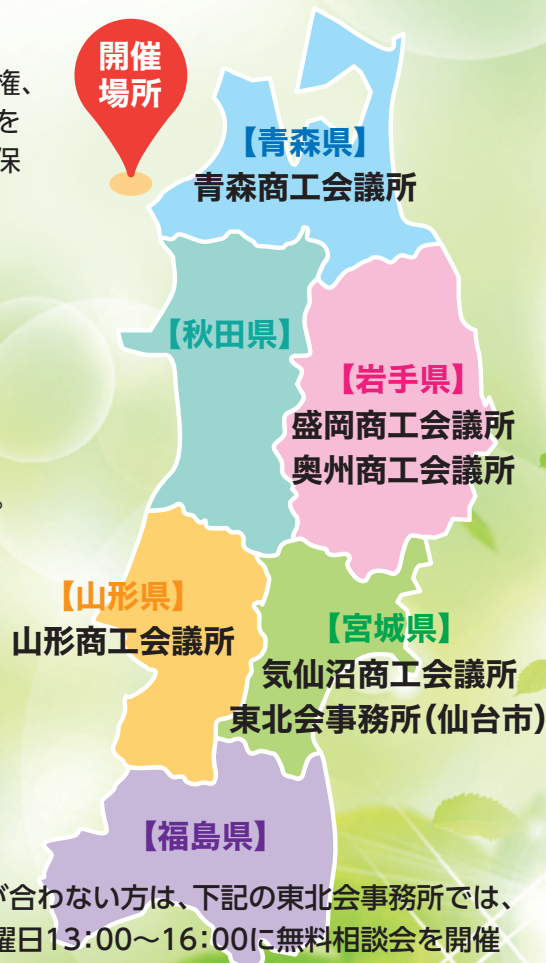 開催
場所
権、
を
保
【青森県】
青森商工会議所
【秋田県】
【岩手県】
盛岡商工会議所
奥州商工会議所
。
【山形県】
山形商工会議所
【宮城県】
気仙沼商工会議所
東北会事務所(仙台市)
【福島県】
が合わない方は、下記の東北会事務所では、
曜日13:00〜16:00に無料相談会を開催